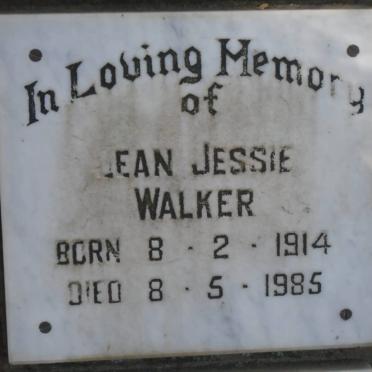 In Loving Memory
of
JEAN JESSIE
WALKER
BORN 8 · 2 · 1914
DIED 8 · 5 · 1985